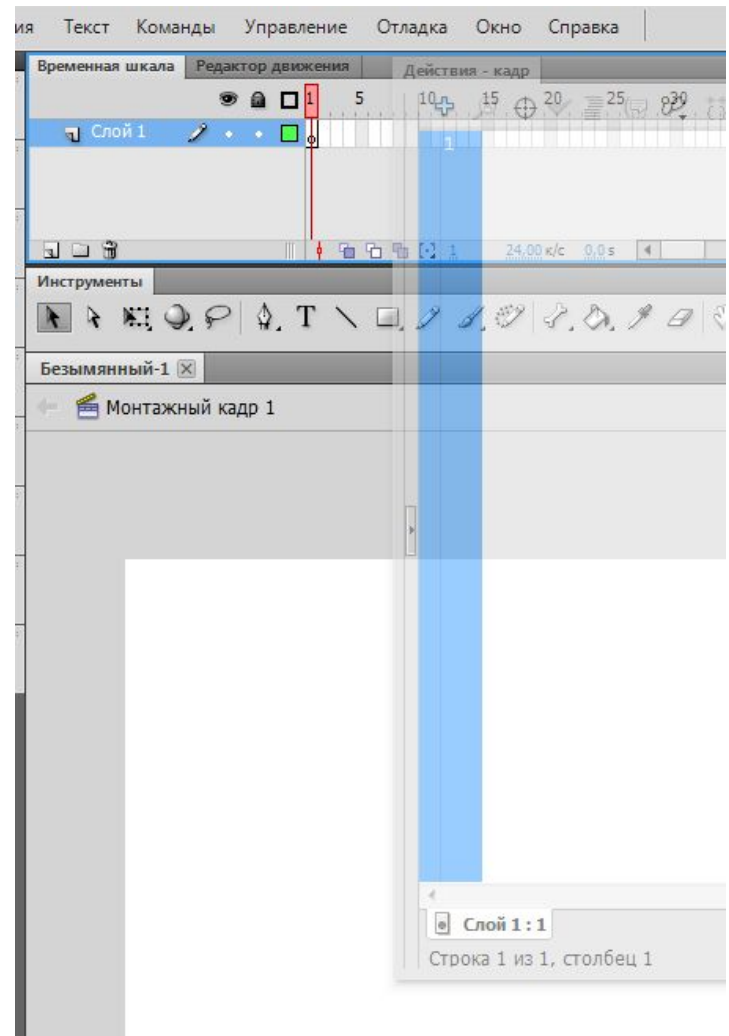 ия Текст Команды Управление Отладка Окно Справка
Временная шкала Редактор движения Действия - кадр
1 5 10 15 20 25 30
Слой 1 1
1 24.00 к/с 0.0 s
Инструменты
T
Безымянный-1
Монтажный кадр 1
Слой 1 : 1
Строка 1 из 1, столбец 1